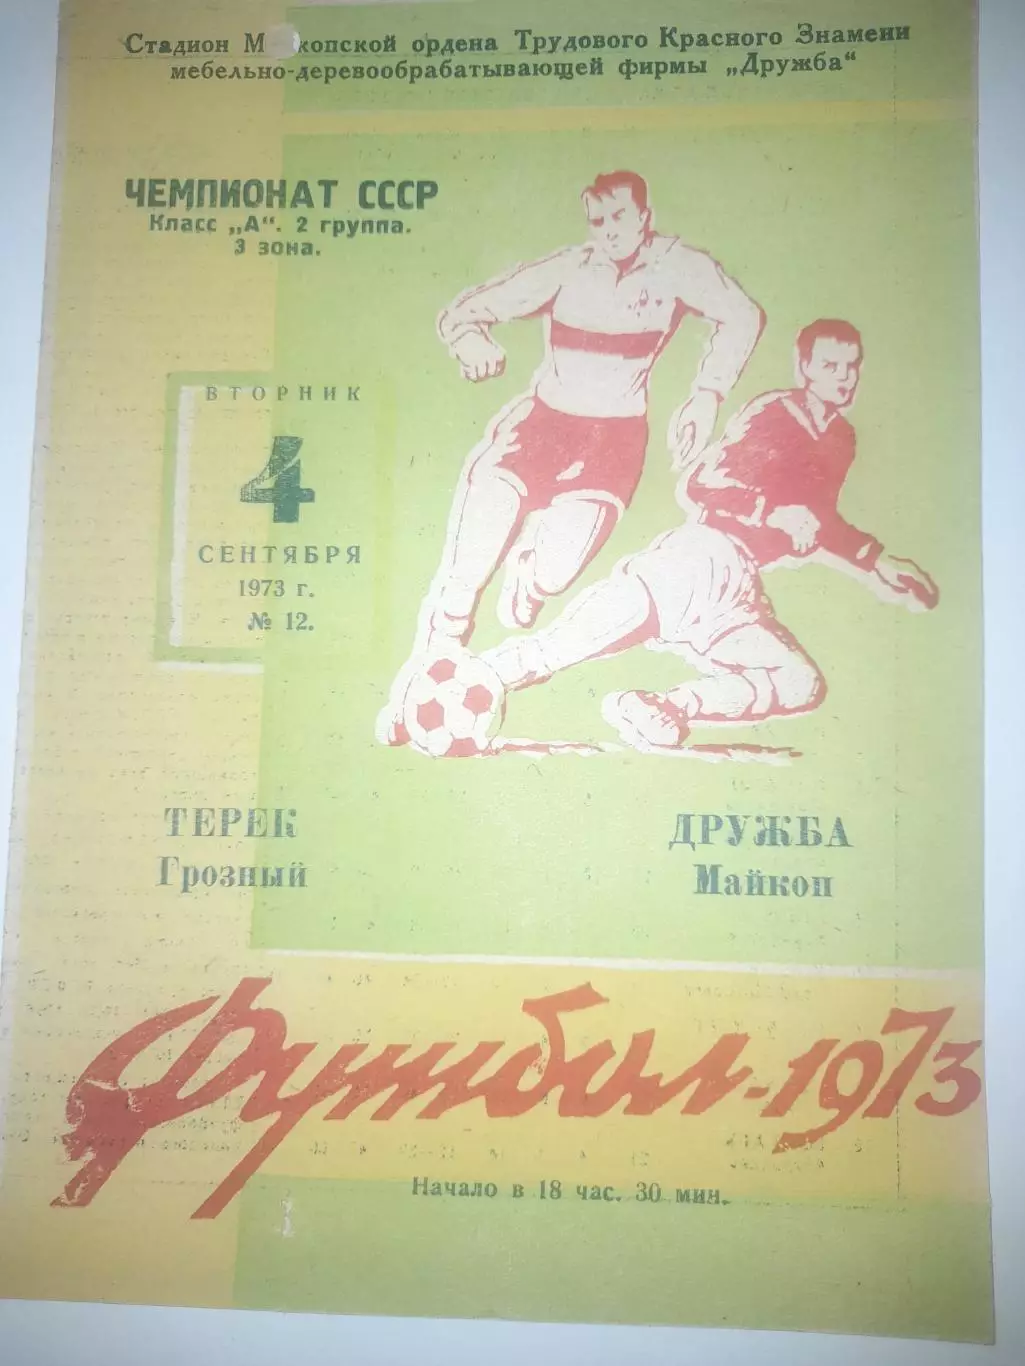 Стадион М копской ордена Трудового Красного Знамени
мебельно-деревообрабатывающей фирмы „Дружба“
ЧЕМПИОНАТ СССР
Класс „А“. 2 группа.
3 зона.
ВТОРНИК
4
СЕНТЯБРЯ
1973 г.
№ 12.
ТЕРЕК
Грозный
ДРУЖБА
Майкоп
Футбол-1973
Начало в 18 час. 30 мин.